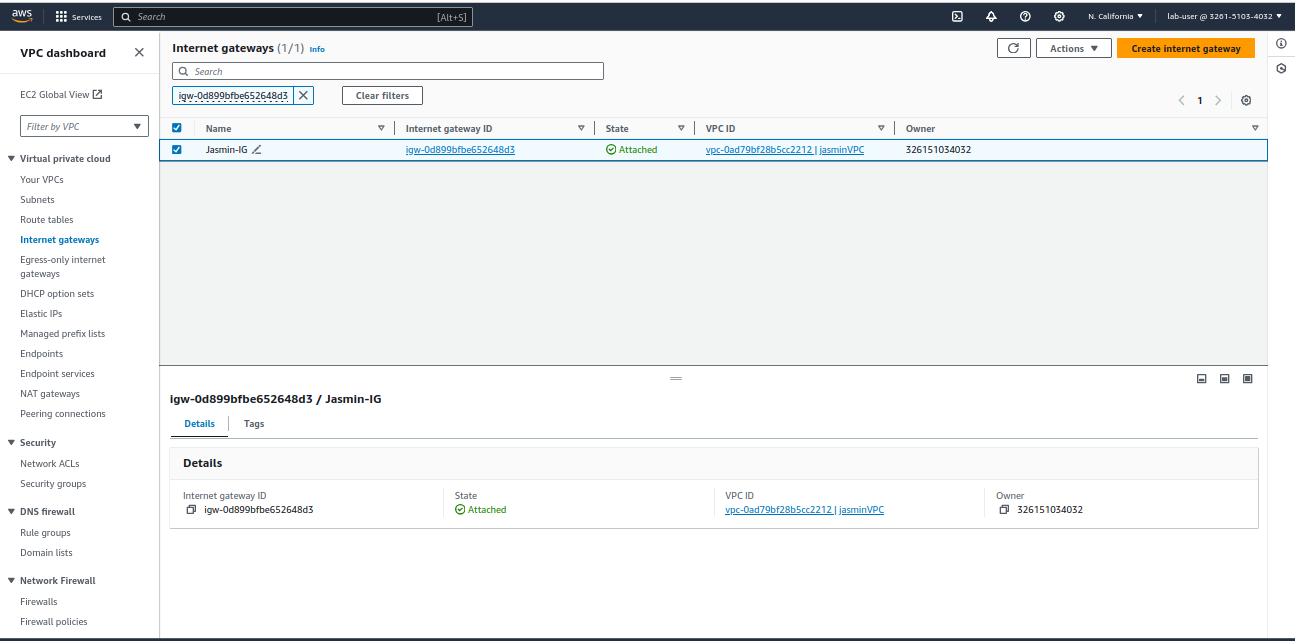 aws
Services
Search
[Alt+S]
N. California
lab-user @ 3261-5103-4032
VPC dashboard
EC2 Global View
Filter by VPC
Virtual private cloud
Your VPCs
Subnets
Route tables
Internet gateways
Egress-only internet
gateways
DHCP option sets
Elastic IPs
Managed prefix lists
Endpoints
Endpoint services
NAT gateways
Peering connections
Security
Network ACLs
Security groups
DNS firewall
Rule groups
Domain lists
Network Firewall
Firewalls
Firewall policies
Internet gateways (1/1) Info
Actions
Create internet gateway
Search
igw-0d899bfbe652648d3
Clear filters
1
Name Internet gateway ID State VPC ID Owner
Jasmin-IG igw-0d899bfbe652648d3 Attached vpc-0ad79bf28b5cc2212 | jasminVPC 326151034032
igw-0d899bfbe652648d3 / Jasmin-IG
Details Tags
Details
Internet gateway ID State VPC ID Owner
igw-0d899bfbe652648d3 Attached vpc-0ad79bf28b5cc2212 | jasminVPC 326151034032